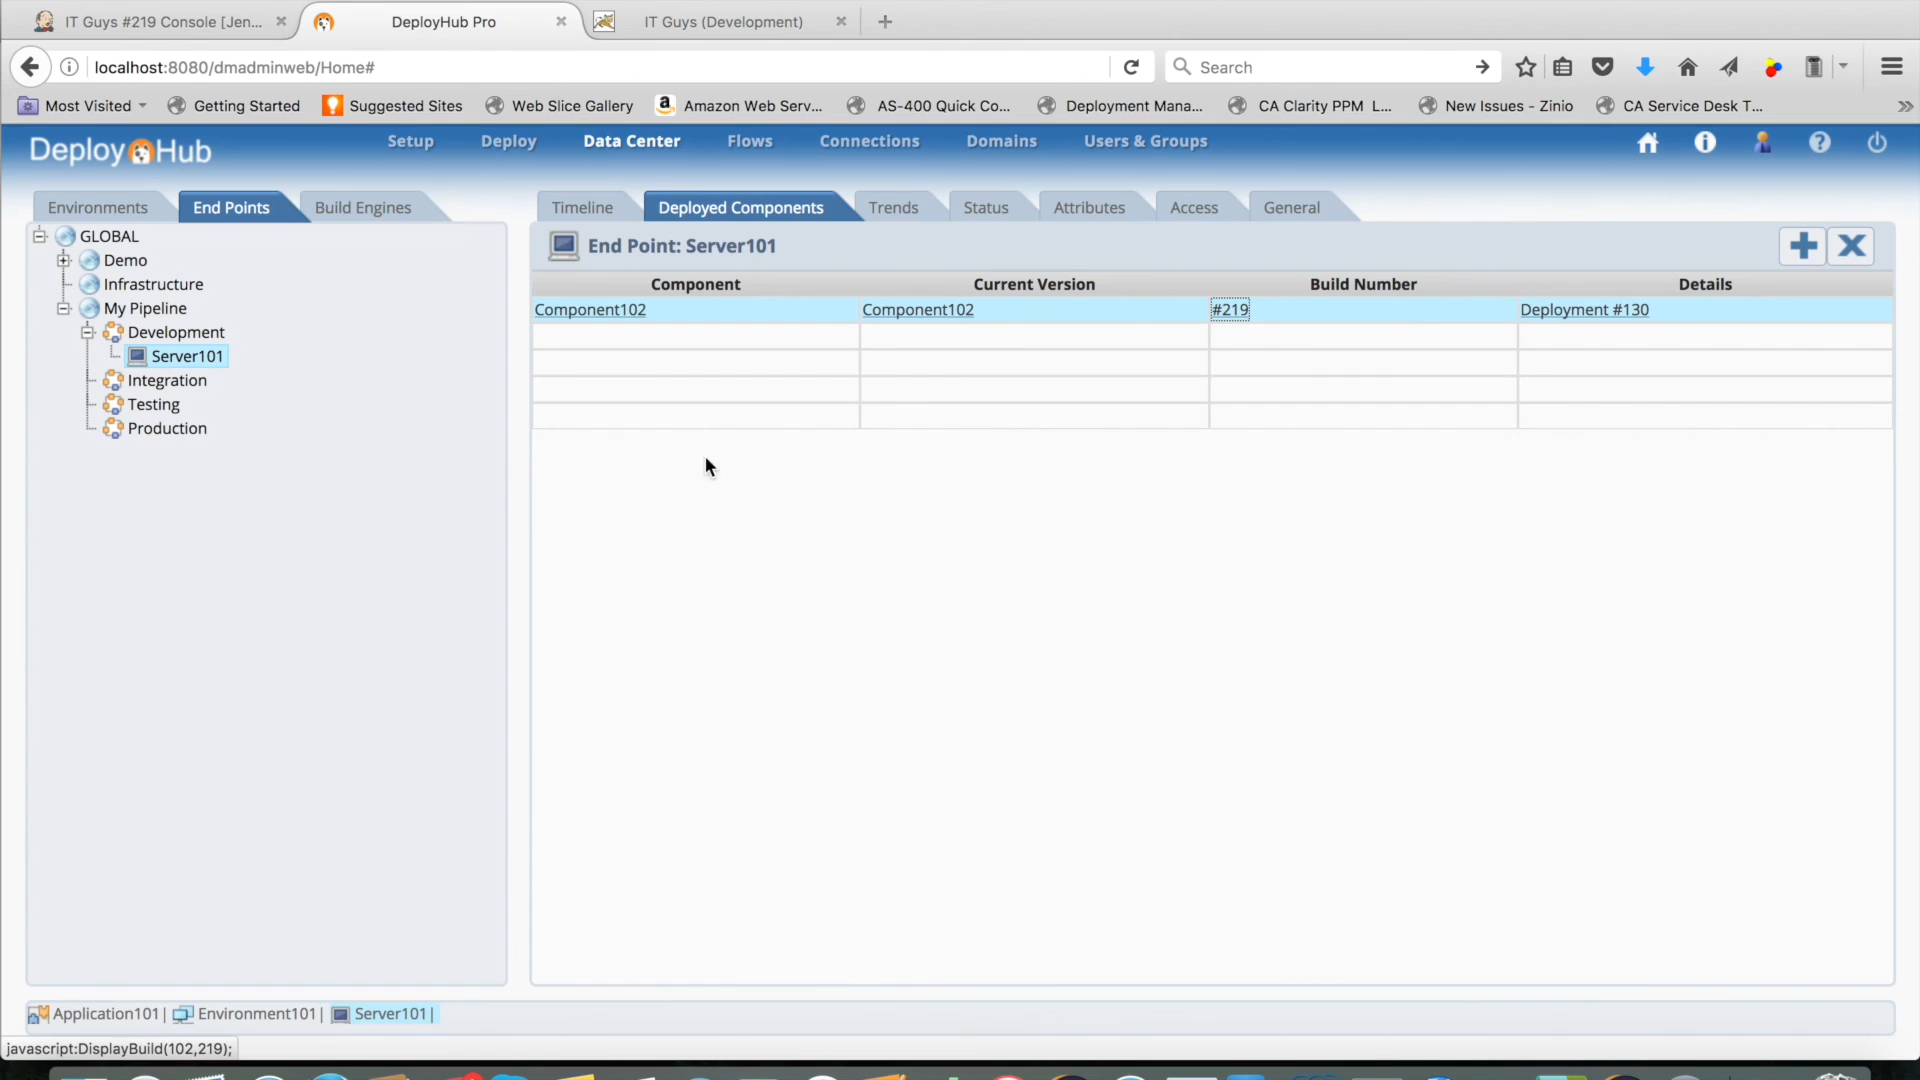 IT Guys #219 Console [Jen...
DeployHub Pro
IT Guys (Development)
localhost:8080/dmadminweb/Home#
Search
Most Visited
Getting Started
Suggested Sites
Web Slice Gallery
Amazon Web Serv...
AS-400 Quick Co...
Deployment Mana...
CA Clarity PPM L...
New Issues - Zinio
CA Service Desk T...
DeployHub
Setup
Deploy
Data Center
Flows
Connections
Domains
Users & Groups
Environments
End Points
Build Engines
Timeline
Deployed Components
Trends
Status
Attributes
Access
General
GLOBAL
Demo
Infrastructure
My Pipeline
Development
Server101
Integration
Testing
Production
End Point: Server101
Component Current Version Build Number Details
Component102 Component102 #219 Deployment #130
Application101| Environment101| Server101|
javascript:DisplayBuild(102,219);